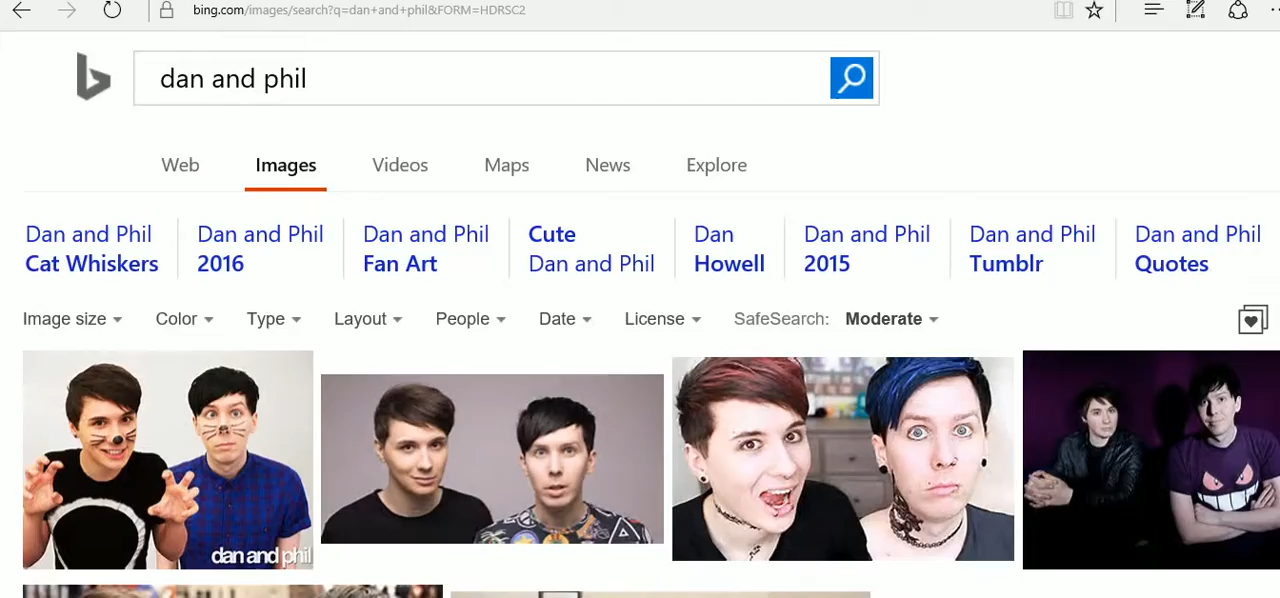 bing.com/images/search?q=dan+and+phil&FORM=HDRSC2
dan and phil
Web Images Videos Maps News Explore
Dan and Phil Cat Whiskers
Dan and Phil 2016
Dan and Phil Fan Art
Cute Dan and Phil
Dan Howell
Dan and Phil 2015
Dan and Phil Tumblr
Dan and Phil Quotes
Image size Color Type Layout People Date License SafeSearch: Moderate
dan and phil